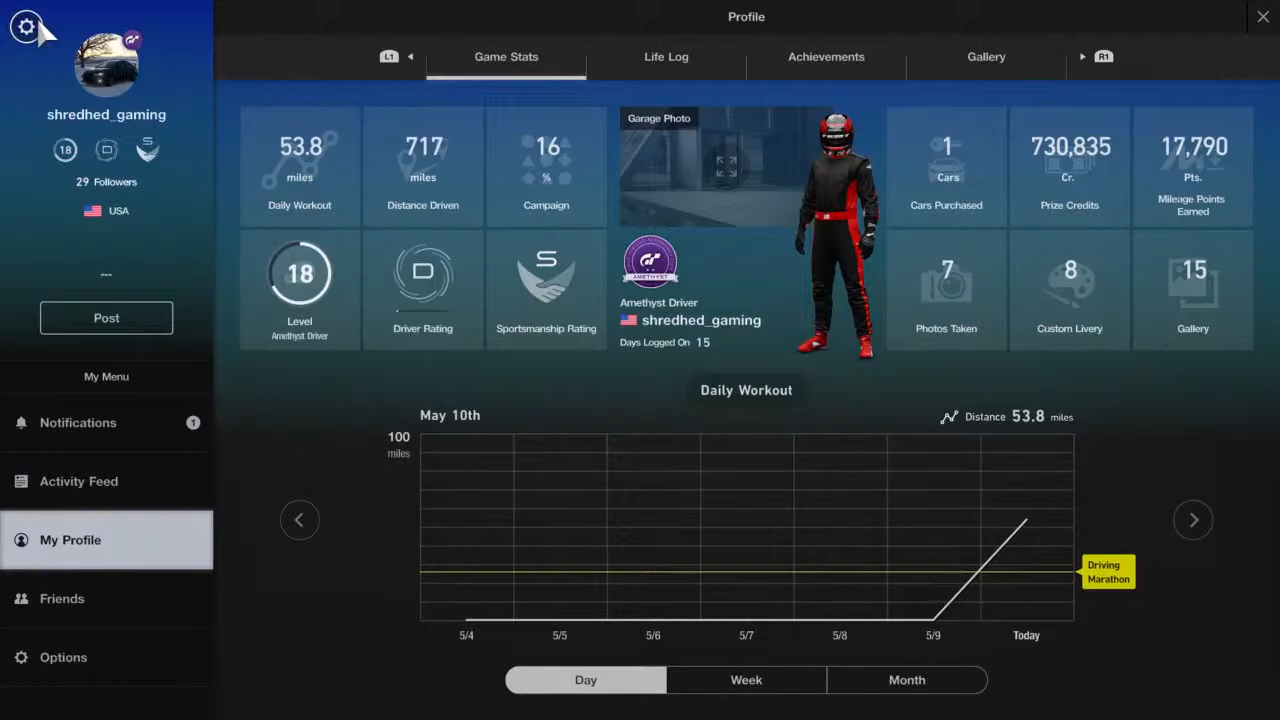 Profile
L1
Game Stats
Life Log
Achievements
Gallery
R1
shredhed_gaming
18
D
S
29 Followers
USA
---
Post
My Menu
Notifications
1
Activity Feed
My Profile
Friends
Options
53.8
miles
Daily Workout
717
miles
Distance Driven
16
%
Campaign
18
Level
Amethyst Driver
D
Driver Rating
S
Sportsmanship Rating
Garage Photo
AMETHYST
Amethyst Driver
shredhed_gaming
Days Logged On 15
1
Cars
Cars Purchased
730,835
Cr.
Prize Credits
17,790
Pts.
Mileage Points
Earned
7
Photos Taken
8
Custom Livery
15
Gallery
Daily Workout
May 10th
Distance 53.8 miles
100
miles
Driving
Marathon
5/4
5/5
5/6
5/7
5/8
5/9
Today
Day
Week
Month